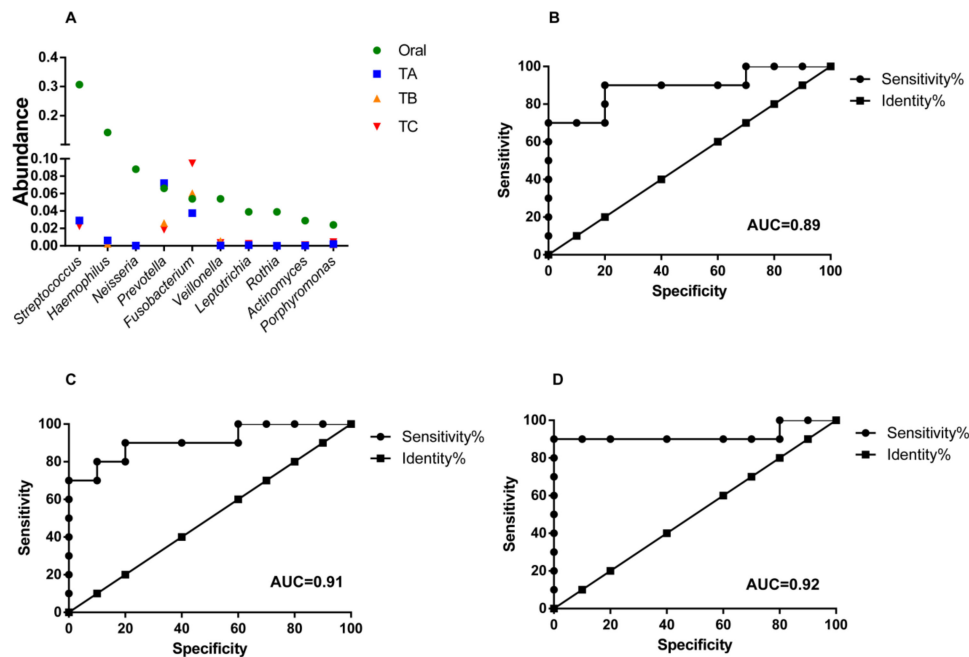 A
Oral
TA
TB
TC
Abundance
0.4
0.3
0.2
0.10
0.08
0.06
0.04
0.02
0.00
Streptococcus
Haemophilus
Neisseria
Prevotella
Fusobacterium
Veillonella
Leptotrichia
Rothia
Actinomyces
Porphyromonas
B
Sensitivity
100
80
60
40
20
0
0 20 40 60 80 100
Specificity
Sensitivity%
Identity%
AUC=0.89
C
Sensitivity
100
80
60
40
20
0
0 20 40 60 80 100
Specificity
Sensitivity%
Identity%
AUC=0.91
D
Sensitivity
100
80
60
40
20
0
0 20 40 60 80 100
Specificity
Sensitivity%
Identity%
AUC=0.92